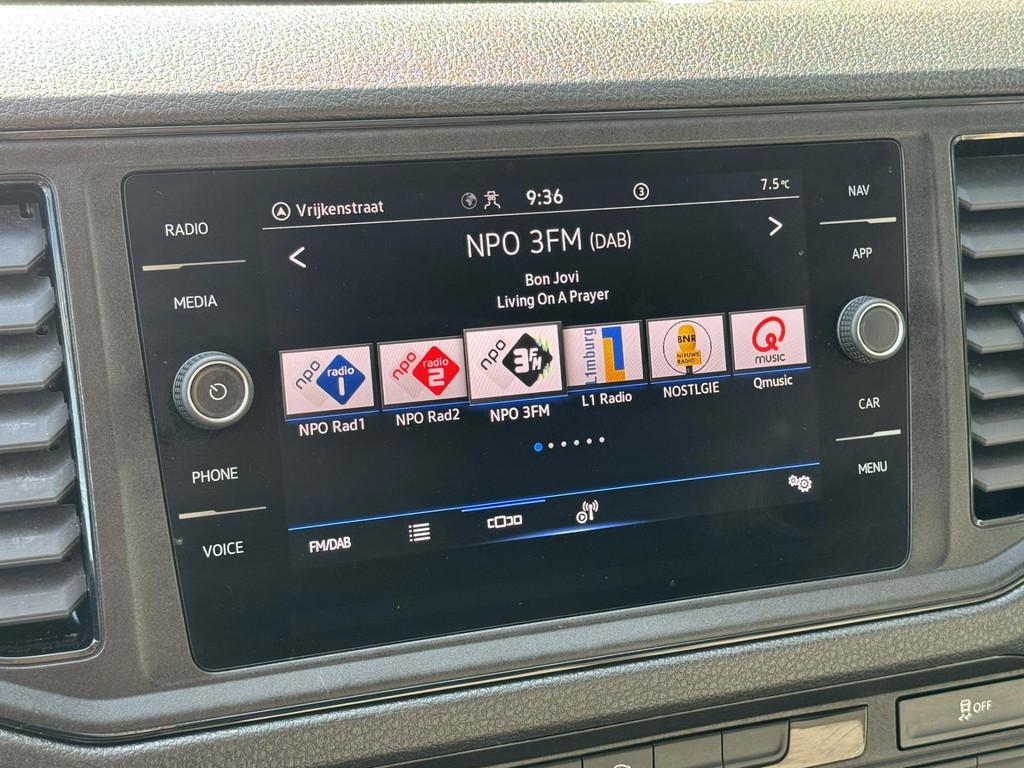 Vrijkenstraat 9:36 3 7.5°C
NPO 3FM (DAB)
Bon Jovi
Living On A Prayer
npo radio 1
npo radio 2
npo 3FM
L1mburg 1
BNR NIEUWS RADIO
Q MUSIC
NPO Rad1 NPO Rad2 NPO 3FM L1 Radio NOSTLGIE Qmusic
FM/DAB
RADIO
MEDIA
PHONE
VOICE
NAV
APP
CAR
MENU
OFF